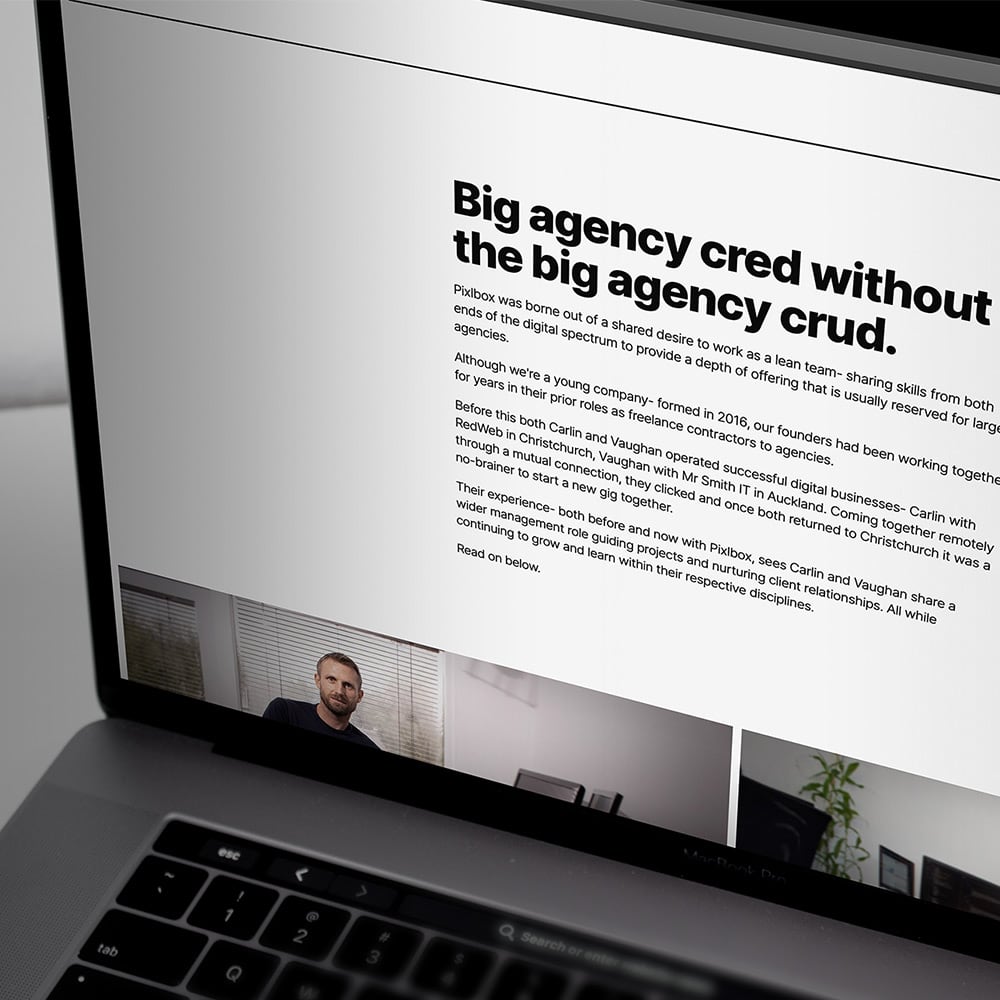 Big agency cred without
the big agency crud.
Pixlbox was borne out of a shared desire to work as a lean team- sharing skills from both
ends of the digital spectrum to provide a depth of offering that is usually reserved for large
agencies.
Although we're a young company- formed in 2016, our founders had been working togethe
for years in their prior roles as freelance contractors to agencies.
Before this both Carlin and Vaughan operated successful digital businesses- Carlin with
RedWeb in Christchurch, Vaughan with Mr Smith IT in Auckland. Coming together remotely
through a mutual connection, they clicked and once both returned to Christchurch it was a
no-brainer to start a new gig together.
Their experience- both before and now with Pixlbox, sees Carlin and Vaughan share a
wider management role guiding projects and nurturing client relationships. All while
continuing to grow and learn within their respective disciplines.
Read on below.
MacBook Pro
esc < > Search or enter
~ ! 1 @ 2 # 3 $ 4
tab Q W